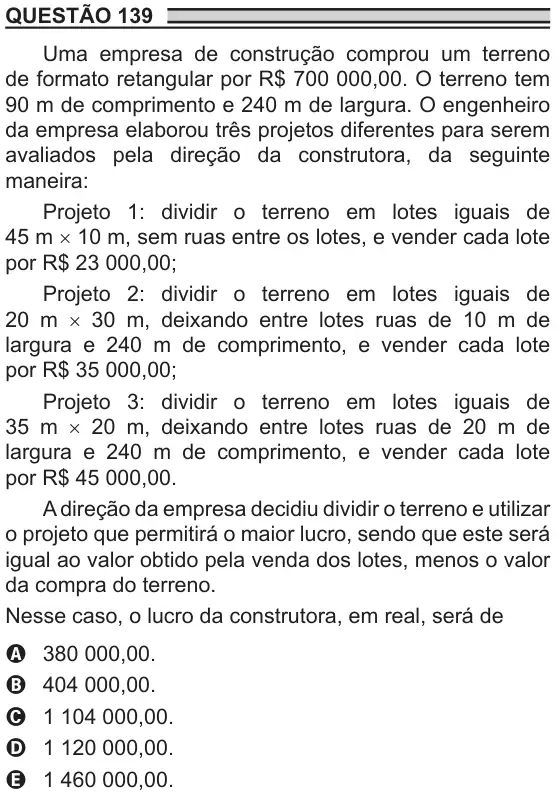 QUESTÃO 139
Uma empresa de construção comprou um terreno
de formato retangular por R$ 700 000,00. O terreno tem
90 m de comprimento e 240 m de largura. O engenheiro
da empresa elaborou três projetos diferentes para serem
avaliados pela direção da construtora, da seguinte
maneira:
Projeto 1: dividir o terreno em lotes iguais de
45 m × 10 m, sem ruas entre os lotes, e vender cada lote
por R$ 23 000,00;
Projeto 2: dividir o terreno em lotes iguais de
20 m × 30 m, deixando entre lotes ruas de 10 m de
largura e 240 m de comprimento, e vender cada lote
por R$ 35 000,00;
Projeto 3: dividir o terreno em lotes iguais de
35 m × 20 m, deixando entre lotes ruas de 20 m de
largura e 240 m de comprimento, e vender cada lote
por R$ 45 000,00.
A direção da empresa decidiu dividir o terreno e utilizar
o projeto que permitirá o maior lucro, sendo que este será
igual ao valor obtido pela venda dos lotes, menos o valor
da compra do terreno.
Nesse caso, o lucro da construtora, em real, será de
A 380 000,00.
B 404 000,00.
C 1 104 000,00.
D 1 120 000,00.
E 1 460 000,00.